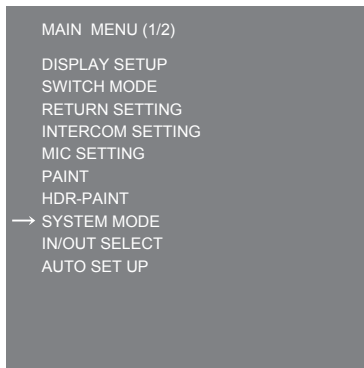 MAIN MENU (1/2)
DISPLAY SETUP
SWITCH MODE
RETURN SETTING
INTERCOM SETTING
MIC SETTING
PAINT
HDR-PAINT
→ SYSTEM MODE
IN/OUT SELECT
AUTO SET UP